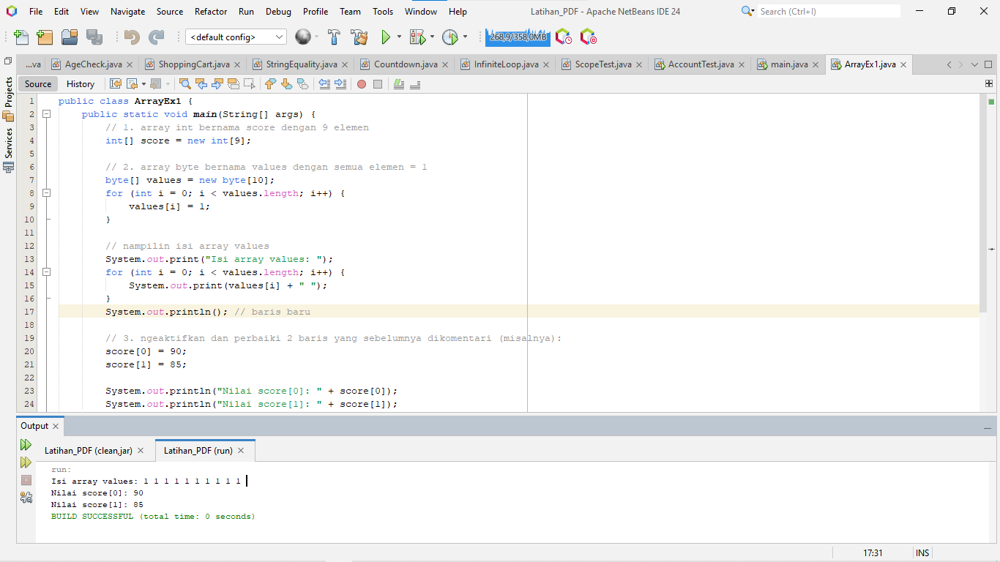 File Edit View Navigate Source Refactor Run Debug Profile Team Tools Window Help Latihan_PDF - Apache NetBeans IDE 24 Search (Ctrl+I)
<default config> 268,9/358,0MB
...va AgeCheck.java ShoppingCart.java StringEquality.java Countdown.java InfiniteLoop.java ScopeTest.java AccountTest.java main.java ArrayEx1.java
Projects
Services
Source History
1 public class ArrayEx1 {
2 public static void main(String[] args) {
3 // 1. array int bernama score dengan 9 elemen
4 int[] score = new int[9];
5
6 // 2. array byte bernama values dengan semua elemen = 1
7 byte[] values = new byte[10];
8 for (int i = 0; i < values.length; i++) {
9 values[i] = 1;
10 }
11
12 // nampilin isi array values
13 System.out.print("Isi array values: ");
14 for (int i = 0; i < values.length; i++) {
15 System.out.print(values[i] + " ");
16 }
17 System.out.println(); // baris baru
18
19 // 3. ngeaktifkan dan perbaiki 2 baris yang sebelumnya dikomentari (misalnya):
20 score[0] = 90;
21 score[1] = 85;
22
23 System.out.println("Nilai score[0]: " + score[0]);
24 System.out.println("Nilai score[1]: " + score[1]);
Output
Latihan_PDF (clean,jar) Latihan_PDF (run)
run:
Isi array values: 1 1 1 1 1 1 1 1 1 1
Nilai score[0]: 90
Nilai score[1]: 85
BUILD SUCCESSFUL (total time: 0 seconds)
17:31 INS